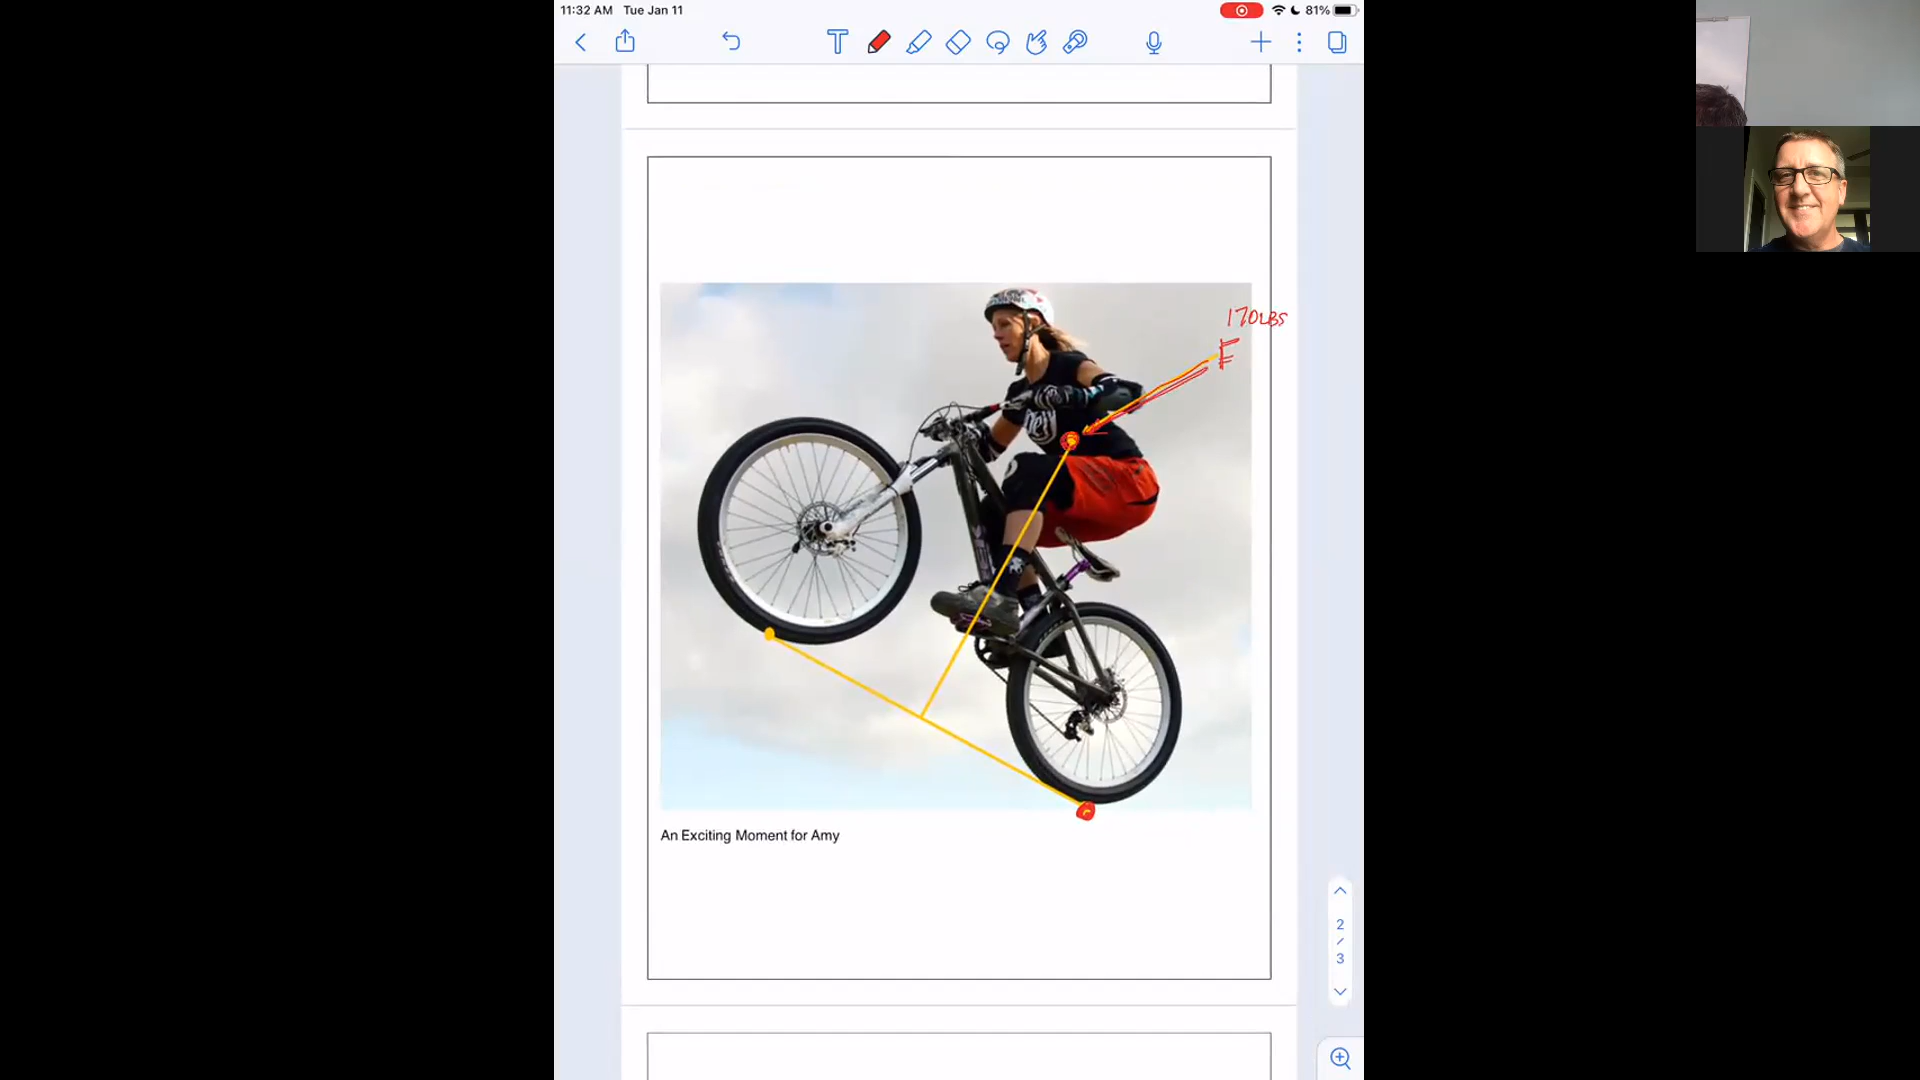 11:32 AM Tue Jan 11
81%
170LBS
F
An Exciting Moment for Amy
2
/
3